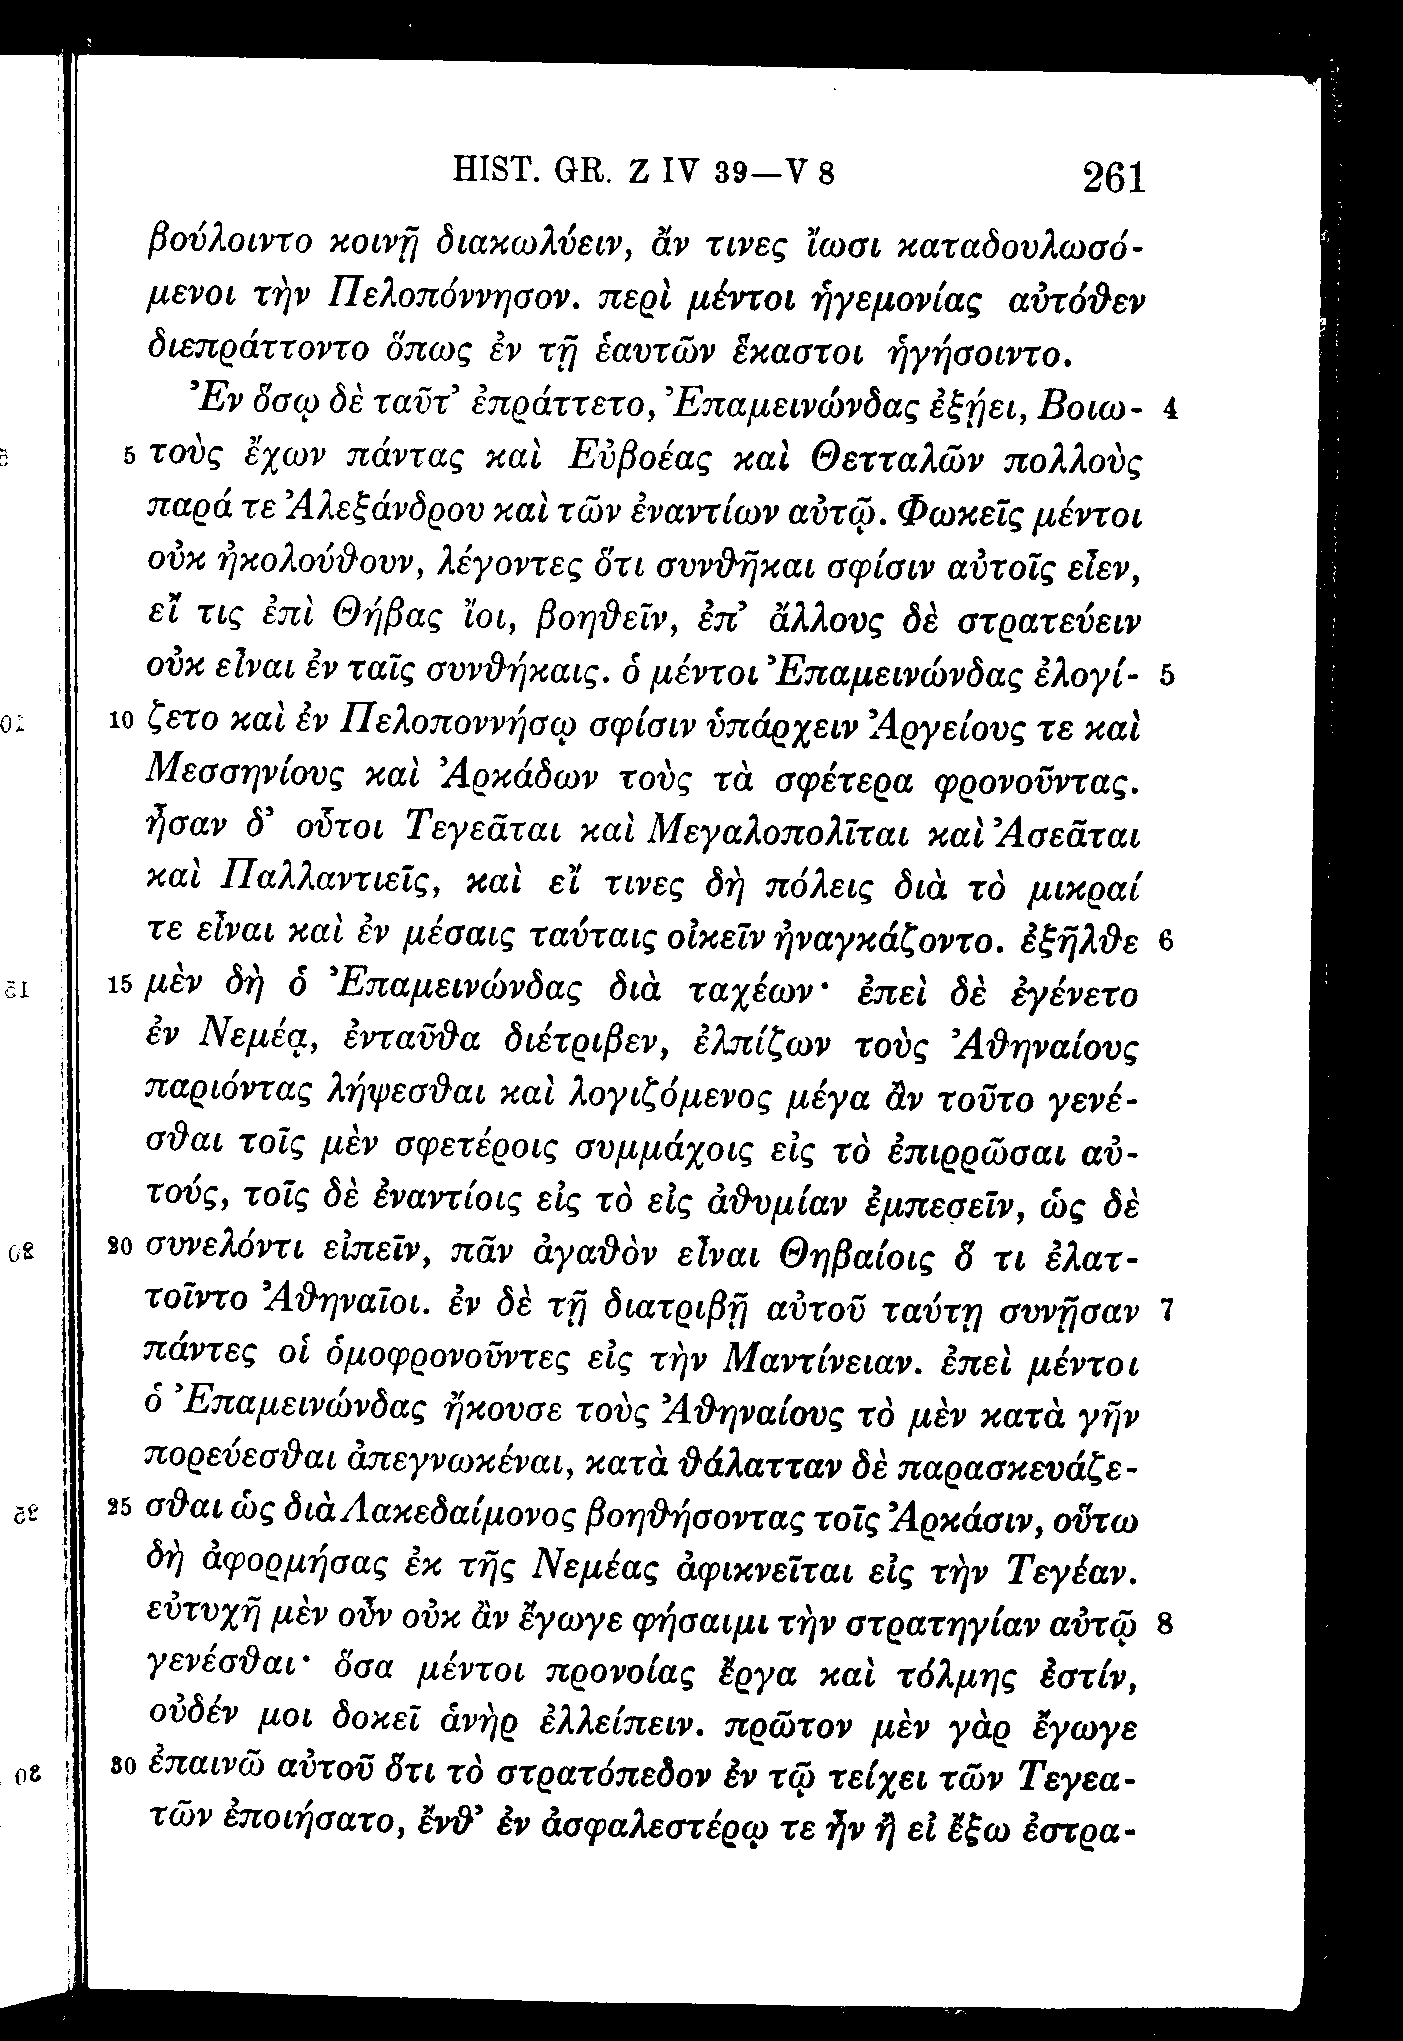 HIST. GR. Z IV 39—V 8 261
βούλοιντο κοινῇ διακωλύειν, ἄν τινες ἴωσι καταδουλωσό-
μενοι τὴν Πελοπόννησον. περὶ μέντοι ἡγεμονίας αὐτόθεν
διεπράττοντο ὅπως ἐν τῇ ἑαυτῶν ἕκαστοι ἡγήσοιντο.
Ἐν ὅσῳ δὲ ταῦτ’ ἐπράττετο, Ἐπαμεινώνδας ἐξῄει, Βοιω- 4
5 τοὺς ἔχων πάντας καὶ Εὐβοέας καὶ Θετταλῶν πολλοὺς
παρά τε Ἀλεξάνδρου καὶ τῶν ἐναντίων αὐτῷ. Φωκεῖς μέντοι
οὐκ ἠκολούθουν, λέγοντες ὅτι συνθῆκαι σφίσιν αὐτοῖς εἶεν,
εἴ τις ἐπὶ Θήβας ἴοι, βοηθεῖν, ἐπ’ ἄλλους δὲ στρατεύειν
οὐκ εἶναι ἐν ταῖς συνθήκαις. ὁ μέντοι Ἐπαμεινώνδας ἐλογί- 5
10 ζετο καὶ ἐν Πελοποννήσῳ σφίσιν ὑπάρχειν Ἀργείους τε καὶ
Μεσσηνίους καὶ Ἀρκάδων τοὺς τὰ σφέτερα φρονοῦντας.
ἦσαν δ’ οὗτοι Τεγεᾶται καὶ Μεγαλοπολῖται καὶ Ἀσεᾶται
καὶ Παλλαντιεῖς, καὶ εἴ τινες δὴ πόλεις διὰ τὸ μικραί
τε εἶναι καὶ ἐν μέσαις ταύταις οἰκεῖν ἠναγκάζοντο. ἐξῆλθε 6
15 μὲν δὴ ὁ Ἐπαμεινώνδας διὰ ταχέων· ἐπεὶ δὲ ἐγένετο
ἐν Νεμέᾳ, ἐνταῦθα διέτριβεν, ἐλπίζων τοὺς Ἀθηναίους
παριόντας λήψεσθαι καὶ λογιζόμενος μέγα ἂν τοῦτο γενέ-
σθαι τοῖς μὲν σφετέροις συμμάχοις εἰς τὸ ἐπιρρῶσαι αὐ-
τούς, τοῖς δὲ ἐναντίοις εἰς τὸ εἰς ἀθυμίαν ἐμπεσεῖν, ὡς δὲ
20 συνελόντι εἰπεῖν, πᾶν ἀγαθὸν εἶναι Θηβαίοις ὅ τι ἐλατ-
τοῖντο Ἀθηναῖοι. ἐν δὲ τῇ διατριβῇ αὐτοῦ ταύτῃ συνῇσαν 7
πάντες οἱ ὁμοφρονοῦντες εἰς τὴν Μαντίνειαν. ἐπεὶ μέντοι
ὁ Ἐπαμεινώνδας ἤκουσε τοὺς Ἀθηναίους τὸ μὲν κατὰ γῆν
πορεύεσθαι ἀπεγνωκέναι, κατὰ θάλατταν δὲ παρασκευάζε-
25 σθαι ὡς διὰ Λακεδαίμονος βοηθήσοντας τοῖς Ἀρκάσιν, οὕτω
δὴ ἀφορμήσας ἐκ τῆς Νεμέας ἀφικνεῖται εἰς τὴν Τεγέαν.
εὐτυχῆ μὲν οὖν οὐκ ἂν ἔγωγε φήσαιμι τὴν στρατηγίαν αὐτῷ 8
γενέσθαι· ὅσα μέντοι προνοίας ἔργα καὶ τόλμης ἐστίν,
οὐδέν μοι δοκεῖ ἁνὴρ ἐλλείπειν. πρῶτον μὲν γὰρ ἔγωγε
30 ἐπαινῶ αὐτοῦ ὅτι τὸ στρατόπεδον ἐν τῷ τείχει τῶν Τεγεα-
τῶν ἐποιήσατο, ἔνθ’ ἐν ἀσφαλεστέρῳ τε ἦν ἢ εἰ ἔξω ἐστρα-